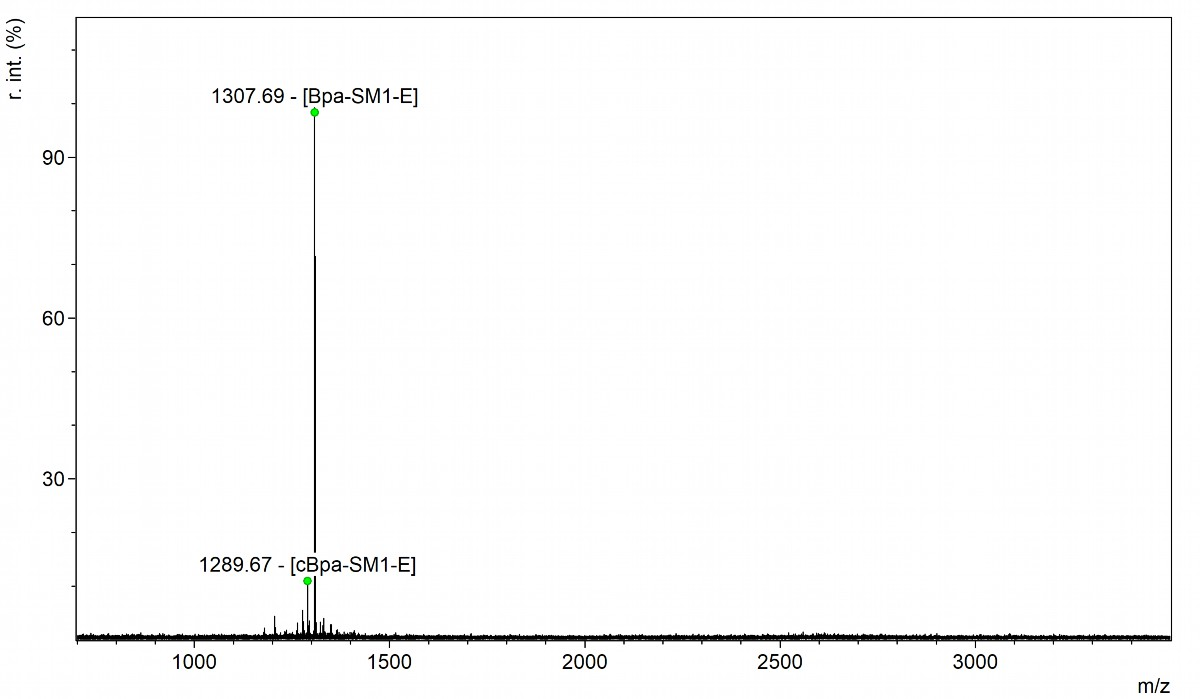 r. int. (%)
1307.69 - [Bpa-SM1-E]
90
60
30
1289.67 - [cBpa-SM1-E]
1000 1500 2000 2500 3000
m/z